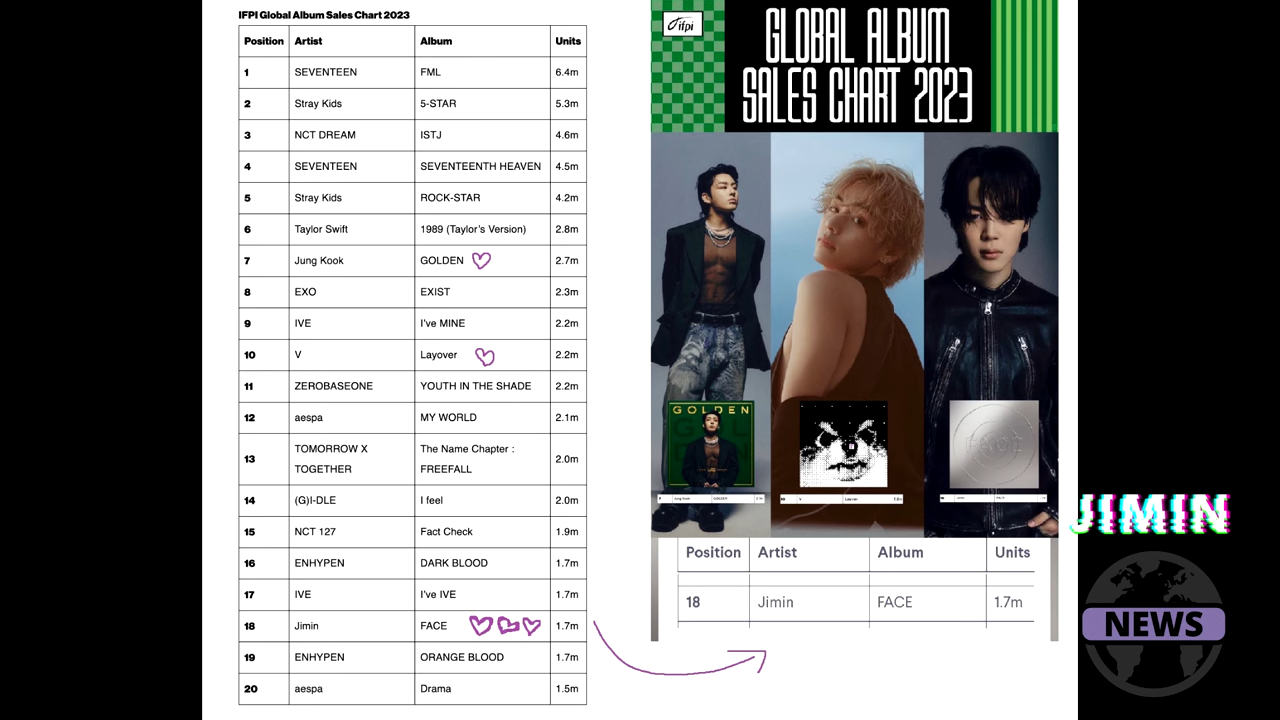 IFPI Global Album Sales Chart 2023
Position Artist Album Units
1 SEVENTEEN FML 6.4m
2 Stray Kids 5-STAR 5.3m
3 NCT DREAM ISTJ 4.6m
4 SEVENTEEN SEVENTEENTH HEAVEN 4.5m
5 Stray Kids ROCK-STAR 4.2m
6 Taylor Swift 1989 (Taylor's Version) 2.8m
7 Jung Kook GOLDEN 2.7m
8 EXO EXIST 2.3m
9 IVE I've MINE 2.2m
10 V Layover 2.2m
11 ZEROBASEONE YOUTH IN THE SHADE 2.2m
12 aespa MY WORLD 2.1m
13 TOMORROW X The Name Chapter : 2.0m
TOGETHER FREEFALL
14 (G)I-DLE I feel 2.0m
15 NCT 127 Fact Check 1.9m
16 ENHYPEN DARK BLOOD 1.7m
17 IVE I've IVE 1.7m
18 Jimin FACE 1.7m
19 ENHYPEN ORANGE BLOOD 1.7m
20 aespa Drama 1.5m
ifpi
GLOBAL ALBUM
SALES CHART 2023
GOLDEN
Jung Kook GOLDEN
V Layover
Position Artist Album Units
18 Jimin FACE 1.7m
JIMIN
NEWS